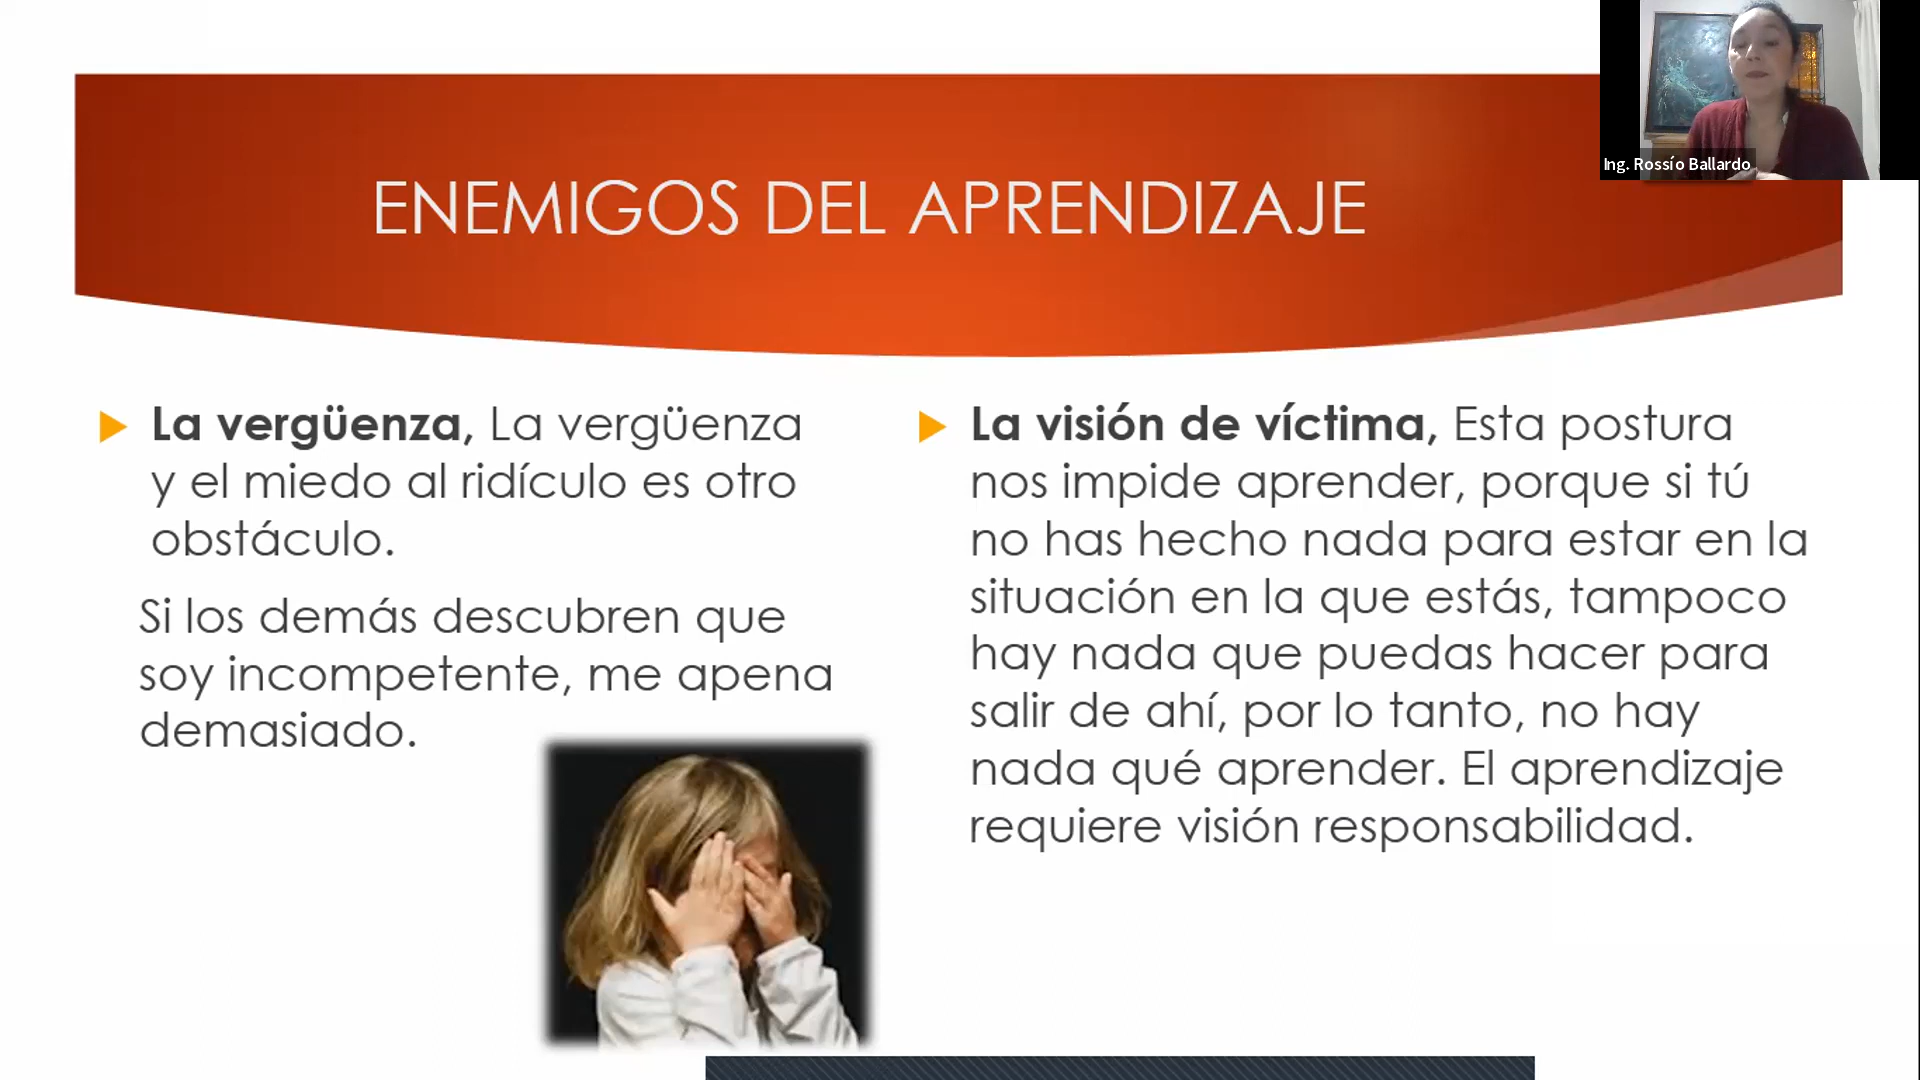 Ing. Rossío Ballardo
ENEMIGOS DEL APRENDIZAJE
La vergüenza, La vergüenza
y el miedo al ridículo es otro
obstáculo.
Si los demás descubren que
soy incompetente, me apena
demasiado.
La visión de víctima, Esta postura
nos impide aprender, porque si tú
no has hecho nada para estar en la
situación en la que estás, tampoco
hay nada que puedas hacer para
salir de ahí, por lo tanto, no hay
nada qué aprender. El aprendizaje
requiere visión responsabilidad.